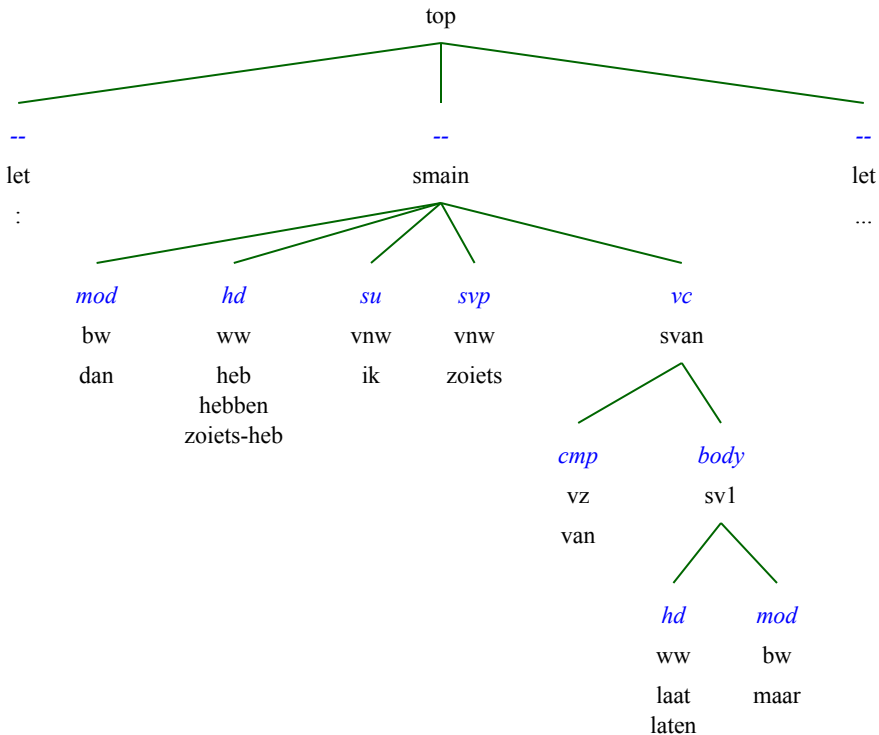 top
-- -- --
let smain let
: ...
mod hd su svp vc
bw ww vnw vnw svan
dan heb ik zoiets
hebben
zoiets-heb
cmp body
vz sv1
van
hd mod
ww bw
laat maar
laten